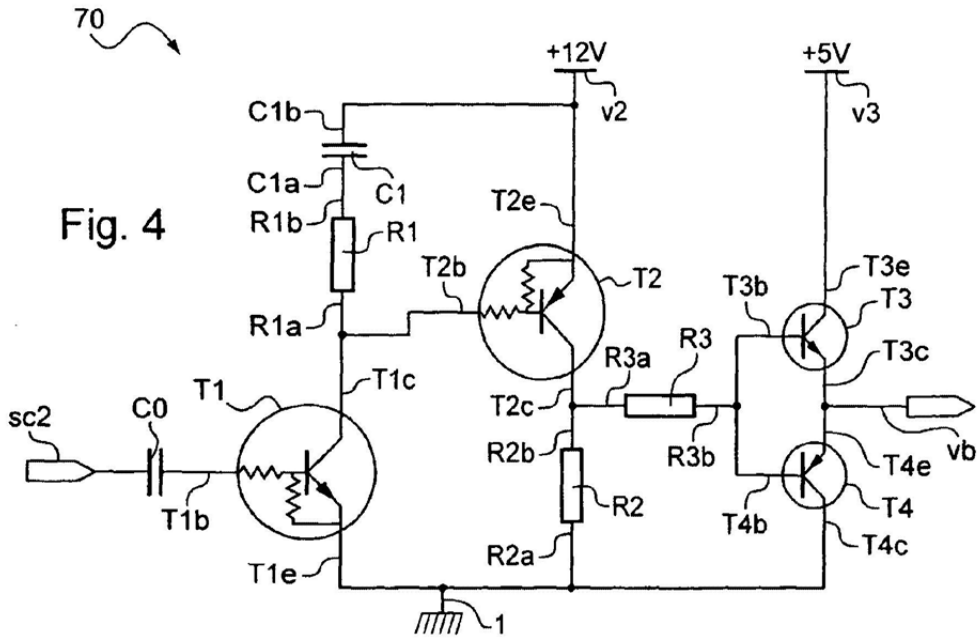 70
+12V
+5V
v2
v3
C1b
C1a
C1
T2e
Fig. 4
R1b
R1
T2b
T2
T3b
T3e
T3
R1a
R3
R3a
T3c
T1
T1c
T2c
sc2
C0
R2b
R3b
vb
T4e
T1b
R2
T4b
T4
R2a
T4c
T1e
1